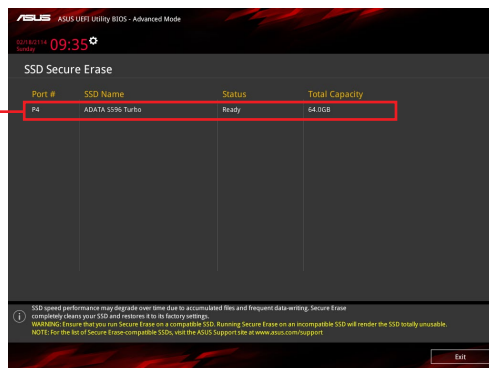 ASUS ASUS UEFI Utility BIOS - Advanced Mode
02/16/2114
Sunday 09:35
SSD Secure Erase
Port # SSD Name Status Total Capacity
P4 ADATA S596 Turbo Ready 64.0GB
SSD speed performance may degrade over time due to accumulated files and frequent data-writing. Secure Erase
completely cleans your SSD and restores it to its factory settings.
WARNING: Ensure that you run Secure Erase on a compatible SSD. Running Secure Erase on an incompatible SSD will render the SSD totally unusable.
NOTE: For the list of Secure Erase-compatible SSDs, visit the ASUS Support site at www.asus.com/support
Exit